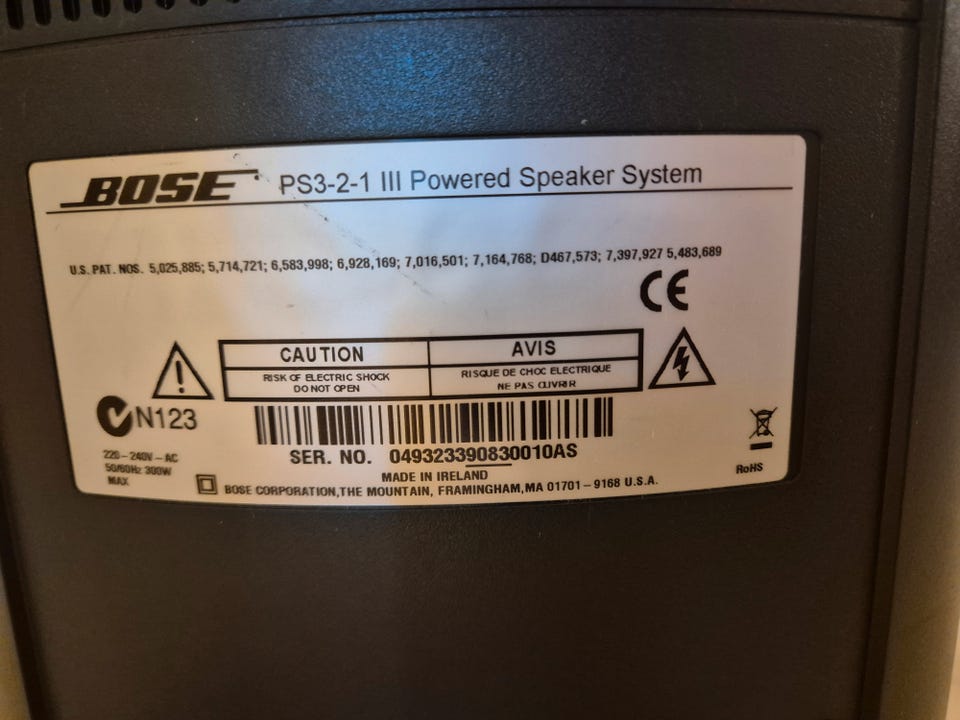 BOSE PS3-2-1 III Powered Speaker System
U.S. PAT. NOS. 5,025,885; 5,714,721; 6,583,998; 6,928,169; 7,016,501; 7,164,768; D467,573; 7,397,927 5,483,689
CE
CAUTION AVIS
RISK OF ELECTRIC SHOCK RISQUE DE CHOC ELECTRIQUE
DO NOT OPEN NE PAS OUVRIR
N123
220-240V~AC
50/60Hz 300W
MAX
SER. NO. 049323390830010AS
MADE IN IRELAND
BOSE CORPORATION, THE MOUNTAIN, FRAMINGHAM, MA 01701-9168 U.S.A.
RoHS